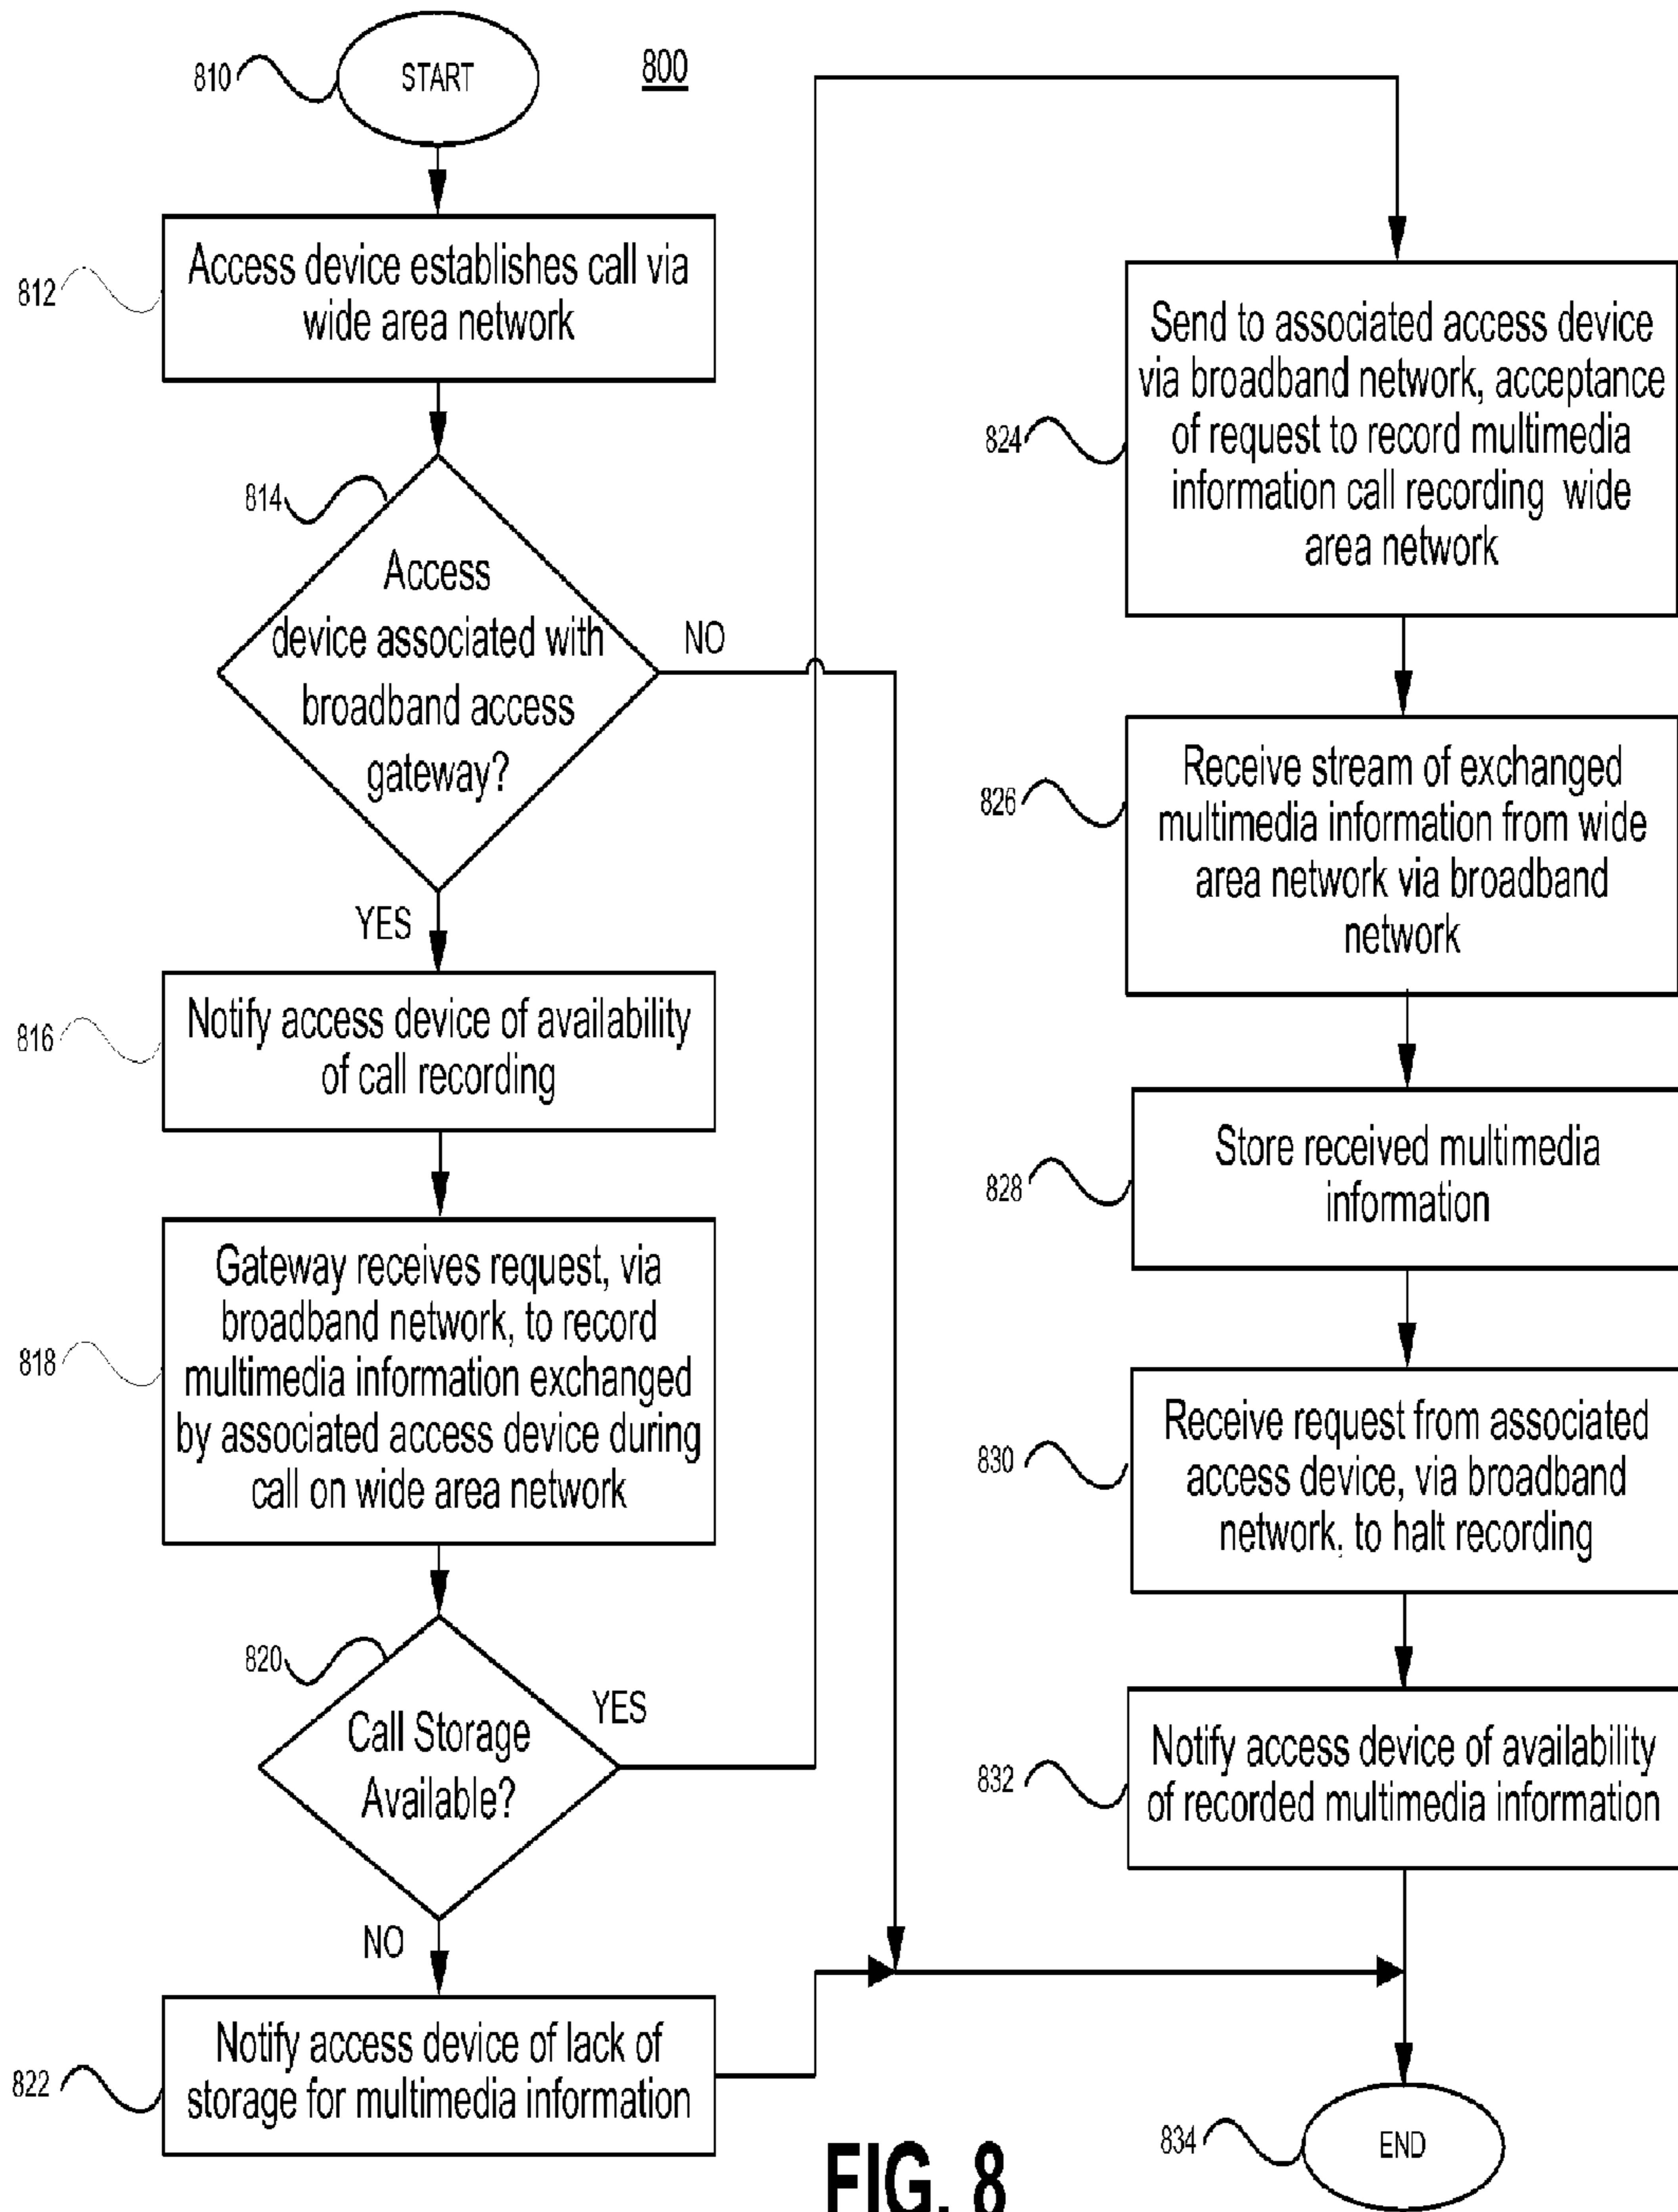 810
START
800
812
Access device establishes call via
wide area network
814
Access
device associated with
broadband access
gateway?
NO
YES
816
Notify access device of availability
of call recording
818
Gateway receives request, via
broadband network, to record
multimedia information exchanged
by associated access device during
call on wide area network
820
Call Storage
Available?
YES
NO
822
Notify access device of lack of
storage for multimedia information
824
Send to associated access device
via broadband network, acceptance
of request to record multimedia
information call recording wide
area network
826
Receive stream of exchanged
multimedia information from wide
area network via broadband
network
828
Store received multimedia
information
830
Receive request from associated
access device, via broadband
network, to halt recording
832
Notify access device of availability
of recorded multimedia information
834
END
FIG. 8